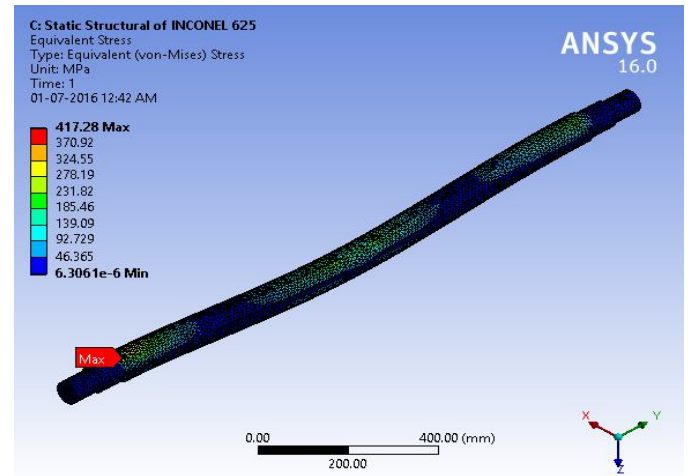 C: Static Structural of INCONEL 625
Equivalent Stress
Type: Equivalent (von-Mises) Stress
Unit: MPa
Time: 1
01-07-2016 12:42 AM
ANSYS
16.0
417.28 Max
370.92
324.55
278.19
231.82
185.46
139.09
92.729
46.365
6.3061e-6 Min
Max
0.00
400.00 (mm)
200.00
X
Y
Z